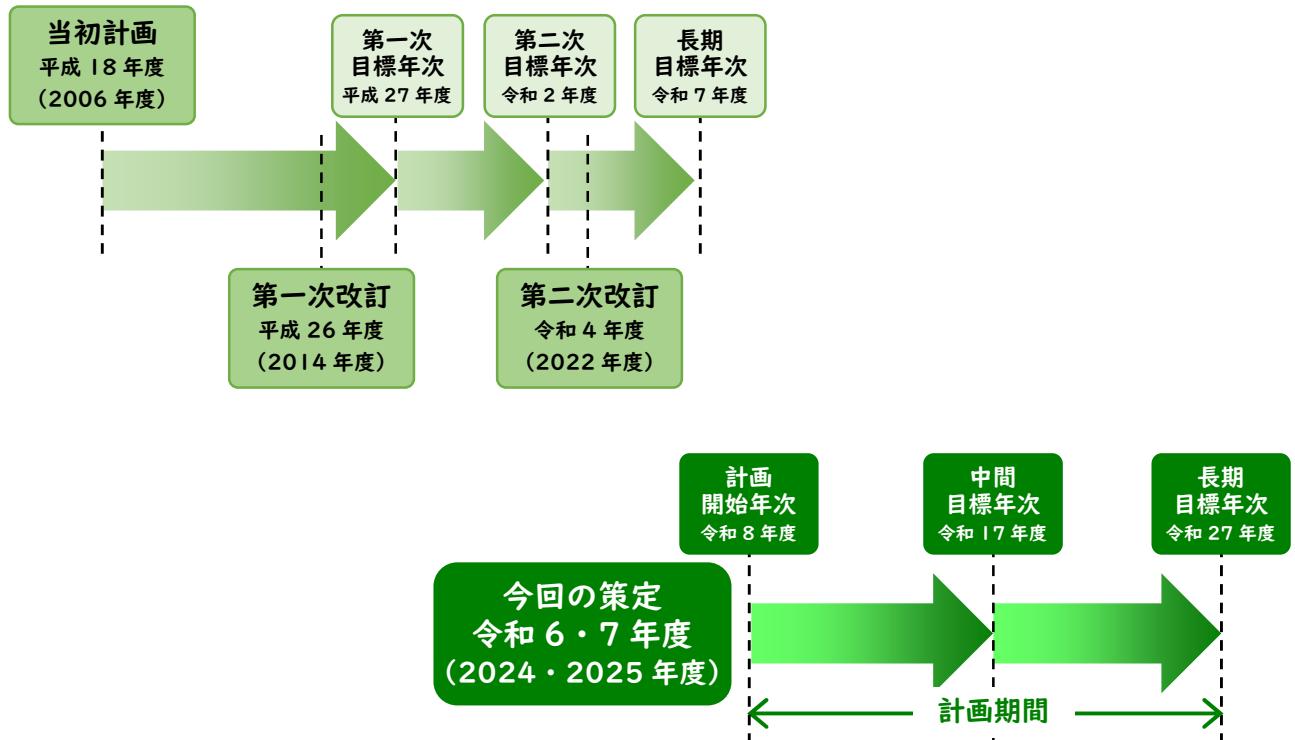 当初計画
平成 18 年度
（2006 年度）
第一次
目標年次
平成 27 年度
第二次
目標年次
令和 2 年度
長期
目標年次
令和 7 年度
第一次改訂
平成 26 年度
（2014 年度）
第二次改訂
令和 4 年度
（2022 年度）
計画
開始年次
令和 8 年度
中間
目標年次
令和 17 年度
長期
目標年次
令和 27 年度
今回の策定
令和 6・7 年度
（2024・2025 年度）
計画期間